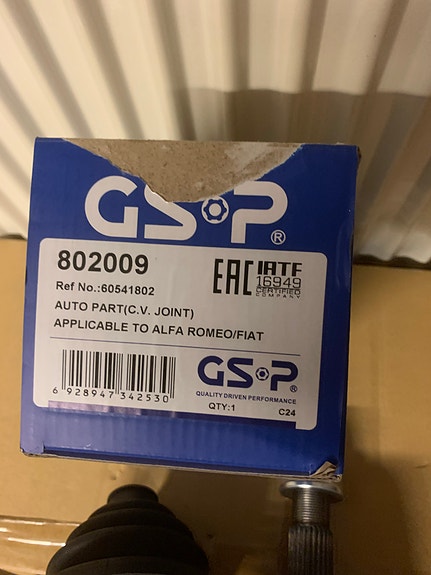 GSP®
802009
Ref No.:60541802
EAC IATF
16949
CERTIFIED
COMPANY
AUTO PART(C.V. JOINT)
APPLICABLE TO ALFA ROMEO/FIAT
6 928947 342530
GSP®
QUALITY DRIVEN PERFORMANCE
QTY:1 C24